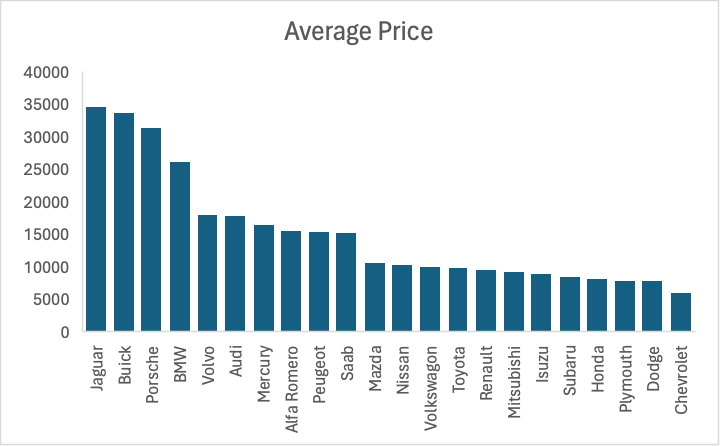 Average Price
40000
35000
30000
25000
20000
15000
10000
5000
0
Jaguar
Buick
Porsche
BMW
Volvo
Audi
Mercury
Alfa Romero
Peugeot
Saab
Mazda
Nissan
Volkswagon
Toyota
Renault
Mitsubishi
Isuzu
Subaru
Honda
Plymouth
Dodge
Chevrolet